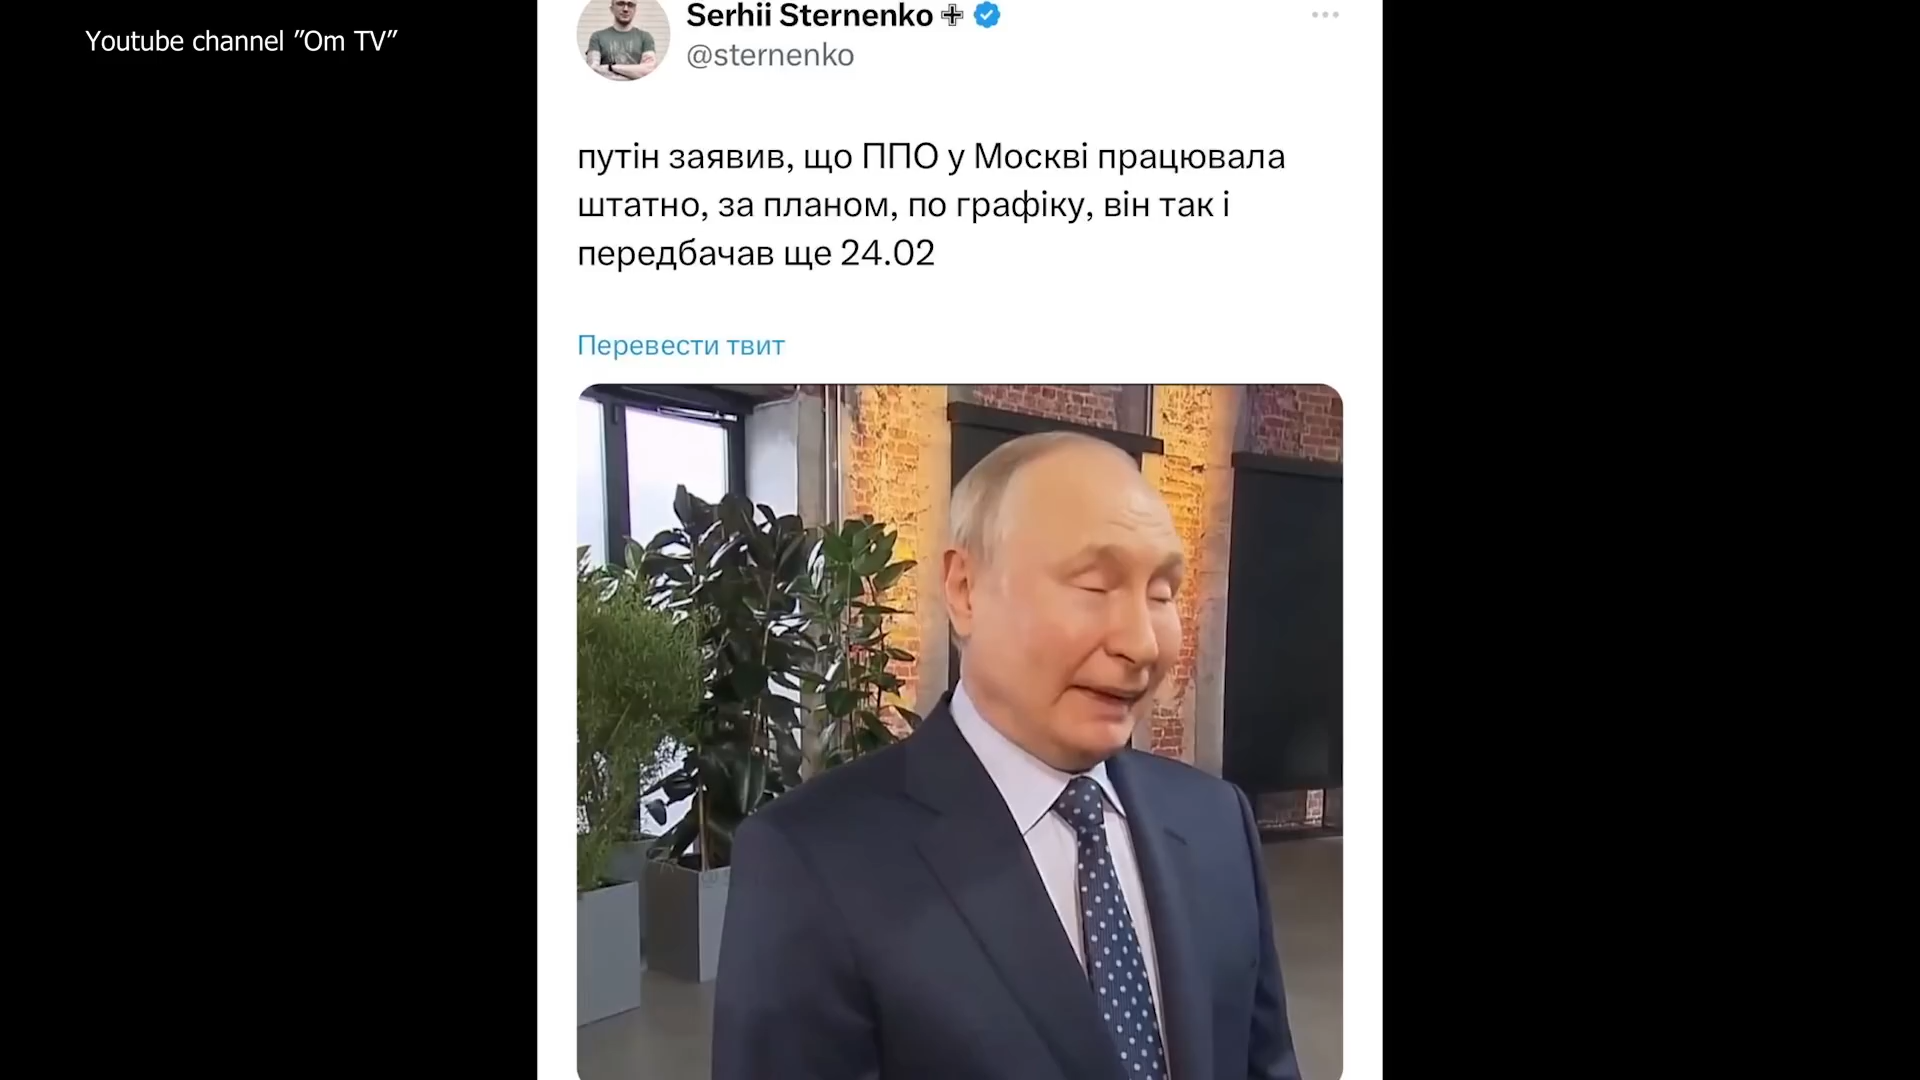 Youtube channel "Om TV"
Serhii Sternenko
@sternenko
путін заявив, що ППО у Москві працювала
штатно, за планом, по графіку, він так і
передбачав ще 24.02
Перевести твит